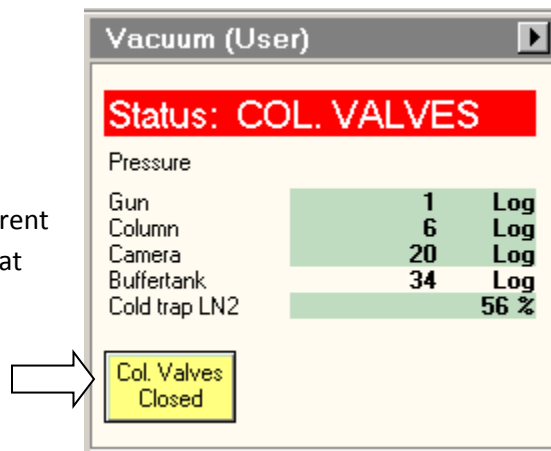 Vacuum (User)
Status: COL. VALVES
Pressure
Gun 1 Log
Column 6 Log
Camera 20 Log
Buffertank 34 Log
Cold trap LN2 56 %
Col. Valves
Closed
rent
at